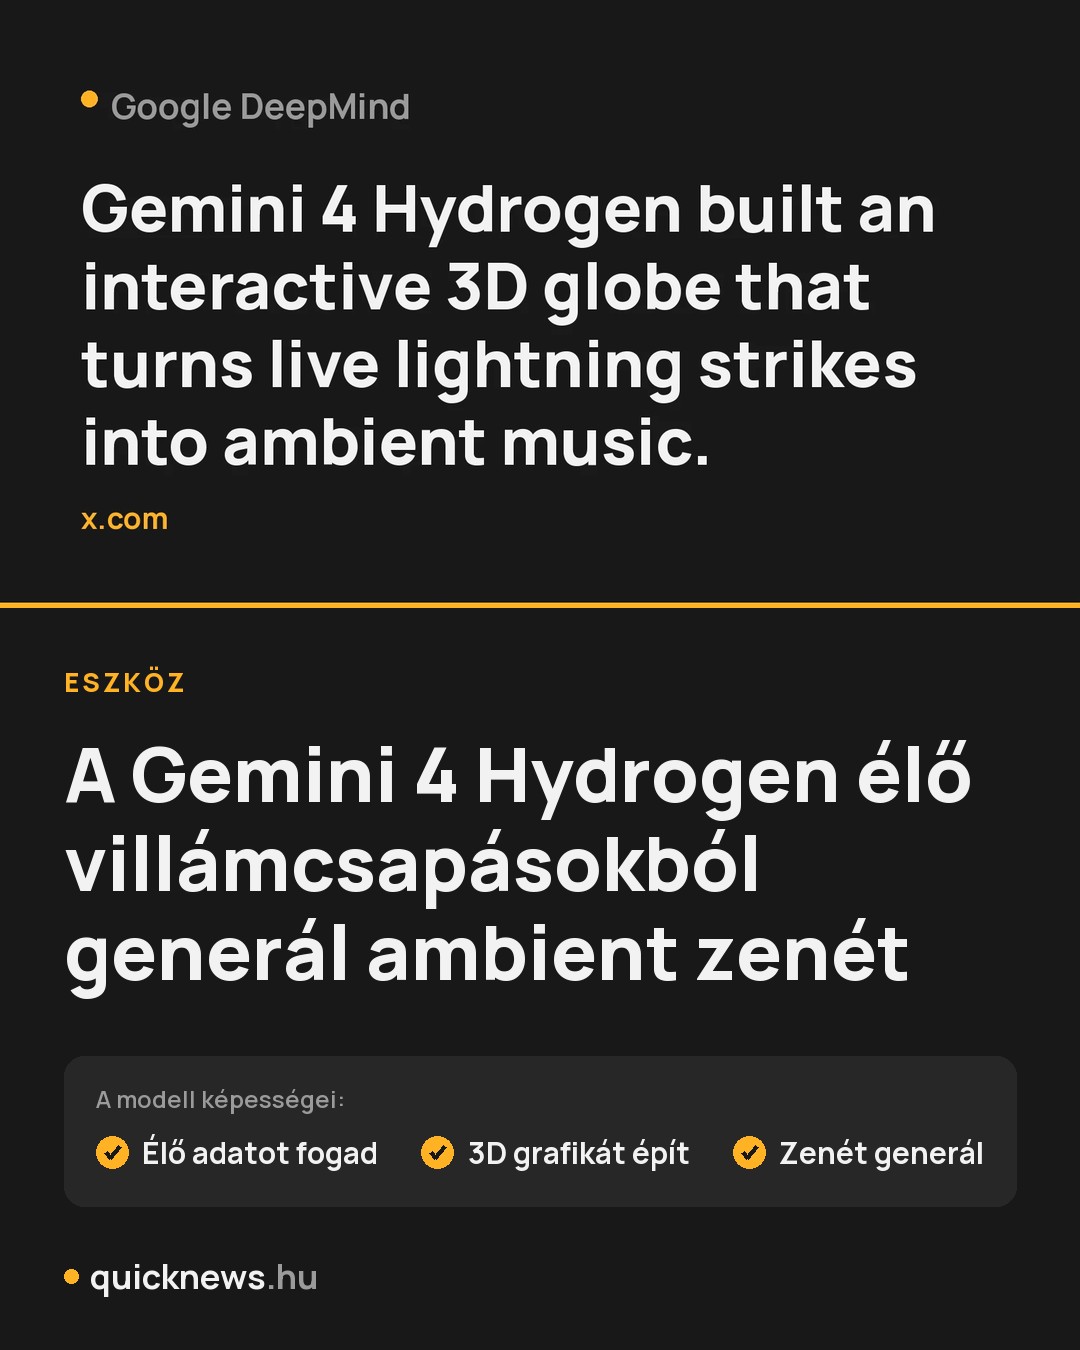 Google DeepMind
Gemini 4 Hydrogen built an
interactive 3D globe that
turns live lightning strikes
into ambient music.
x.com
ESZKÖZ
A Gemini 4 Hydrogen élő
villámcsapásokból
generál ambient zenét
A modell képességei:
Élő adatot fogad 3D grafikát épít Zenét generál
quicknews.hu